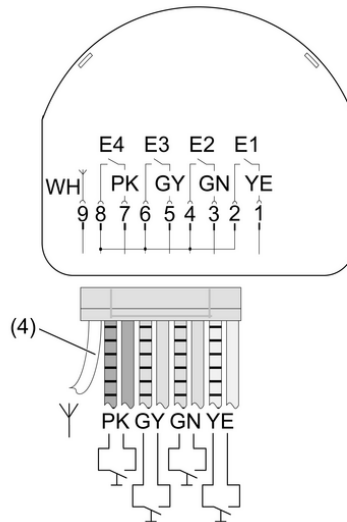 E4 E3 E2 E1
WH PK GY GN YE
9 8 7 6 5 4 3 2 1
(4)
PK GY GN YE